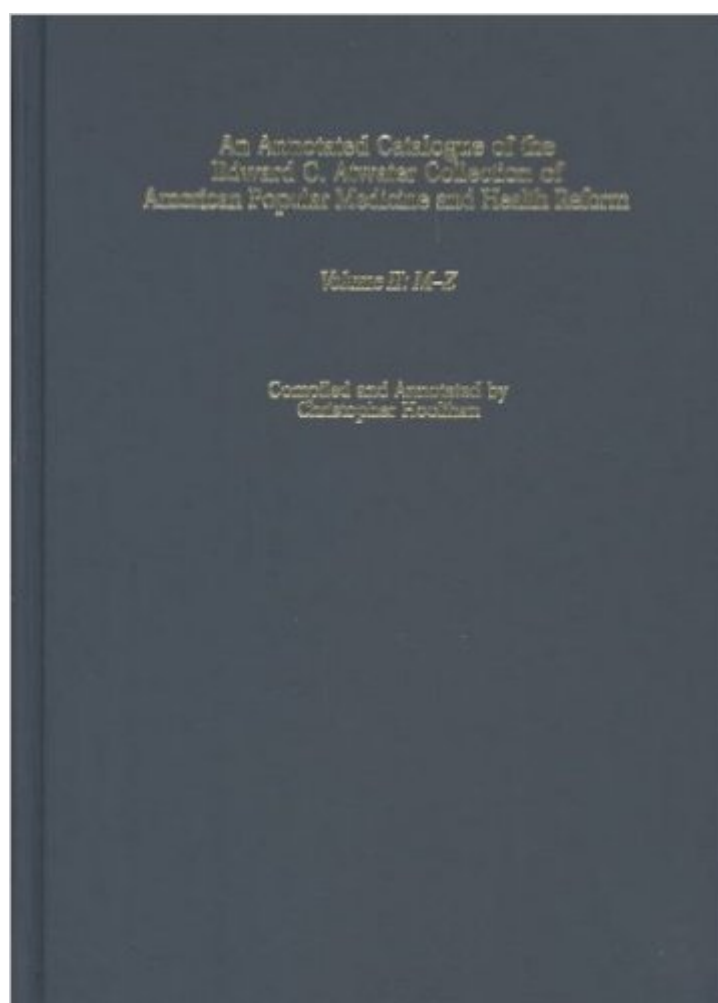 An Annotated Catalogue of the
Edward C. Atwater Collection of
American Popular Medicine and Health Reform
Volume II: M–Z
Compiled and Annotated by
Christopher Hoolihan